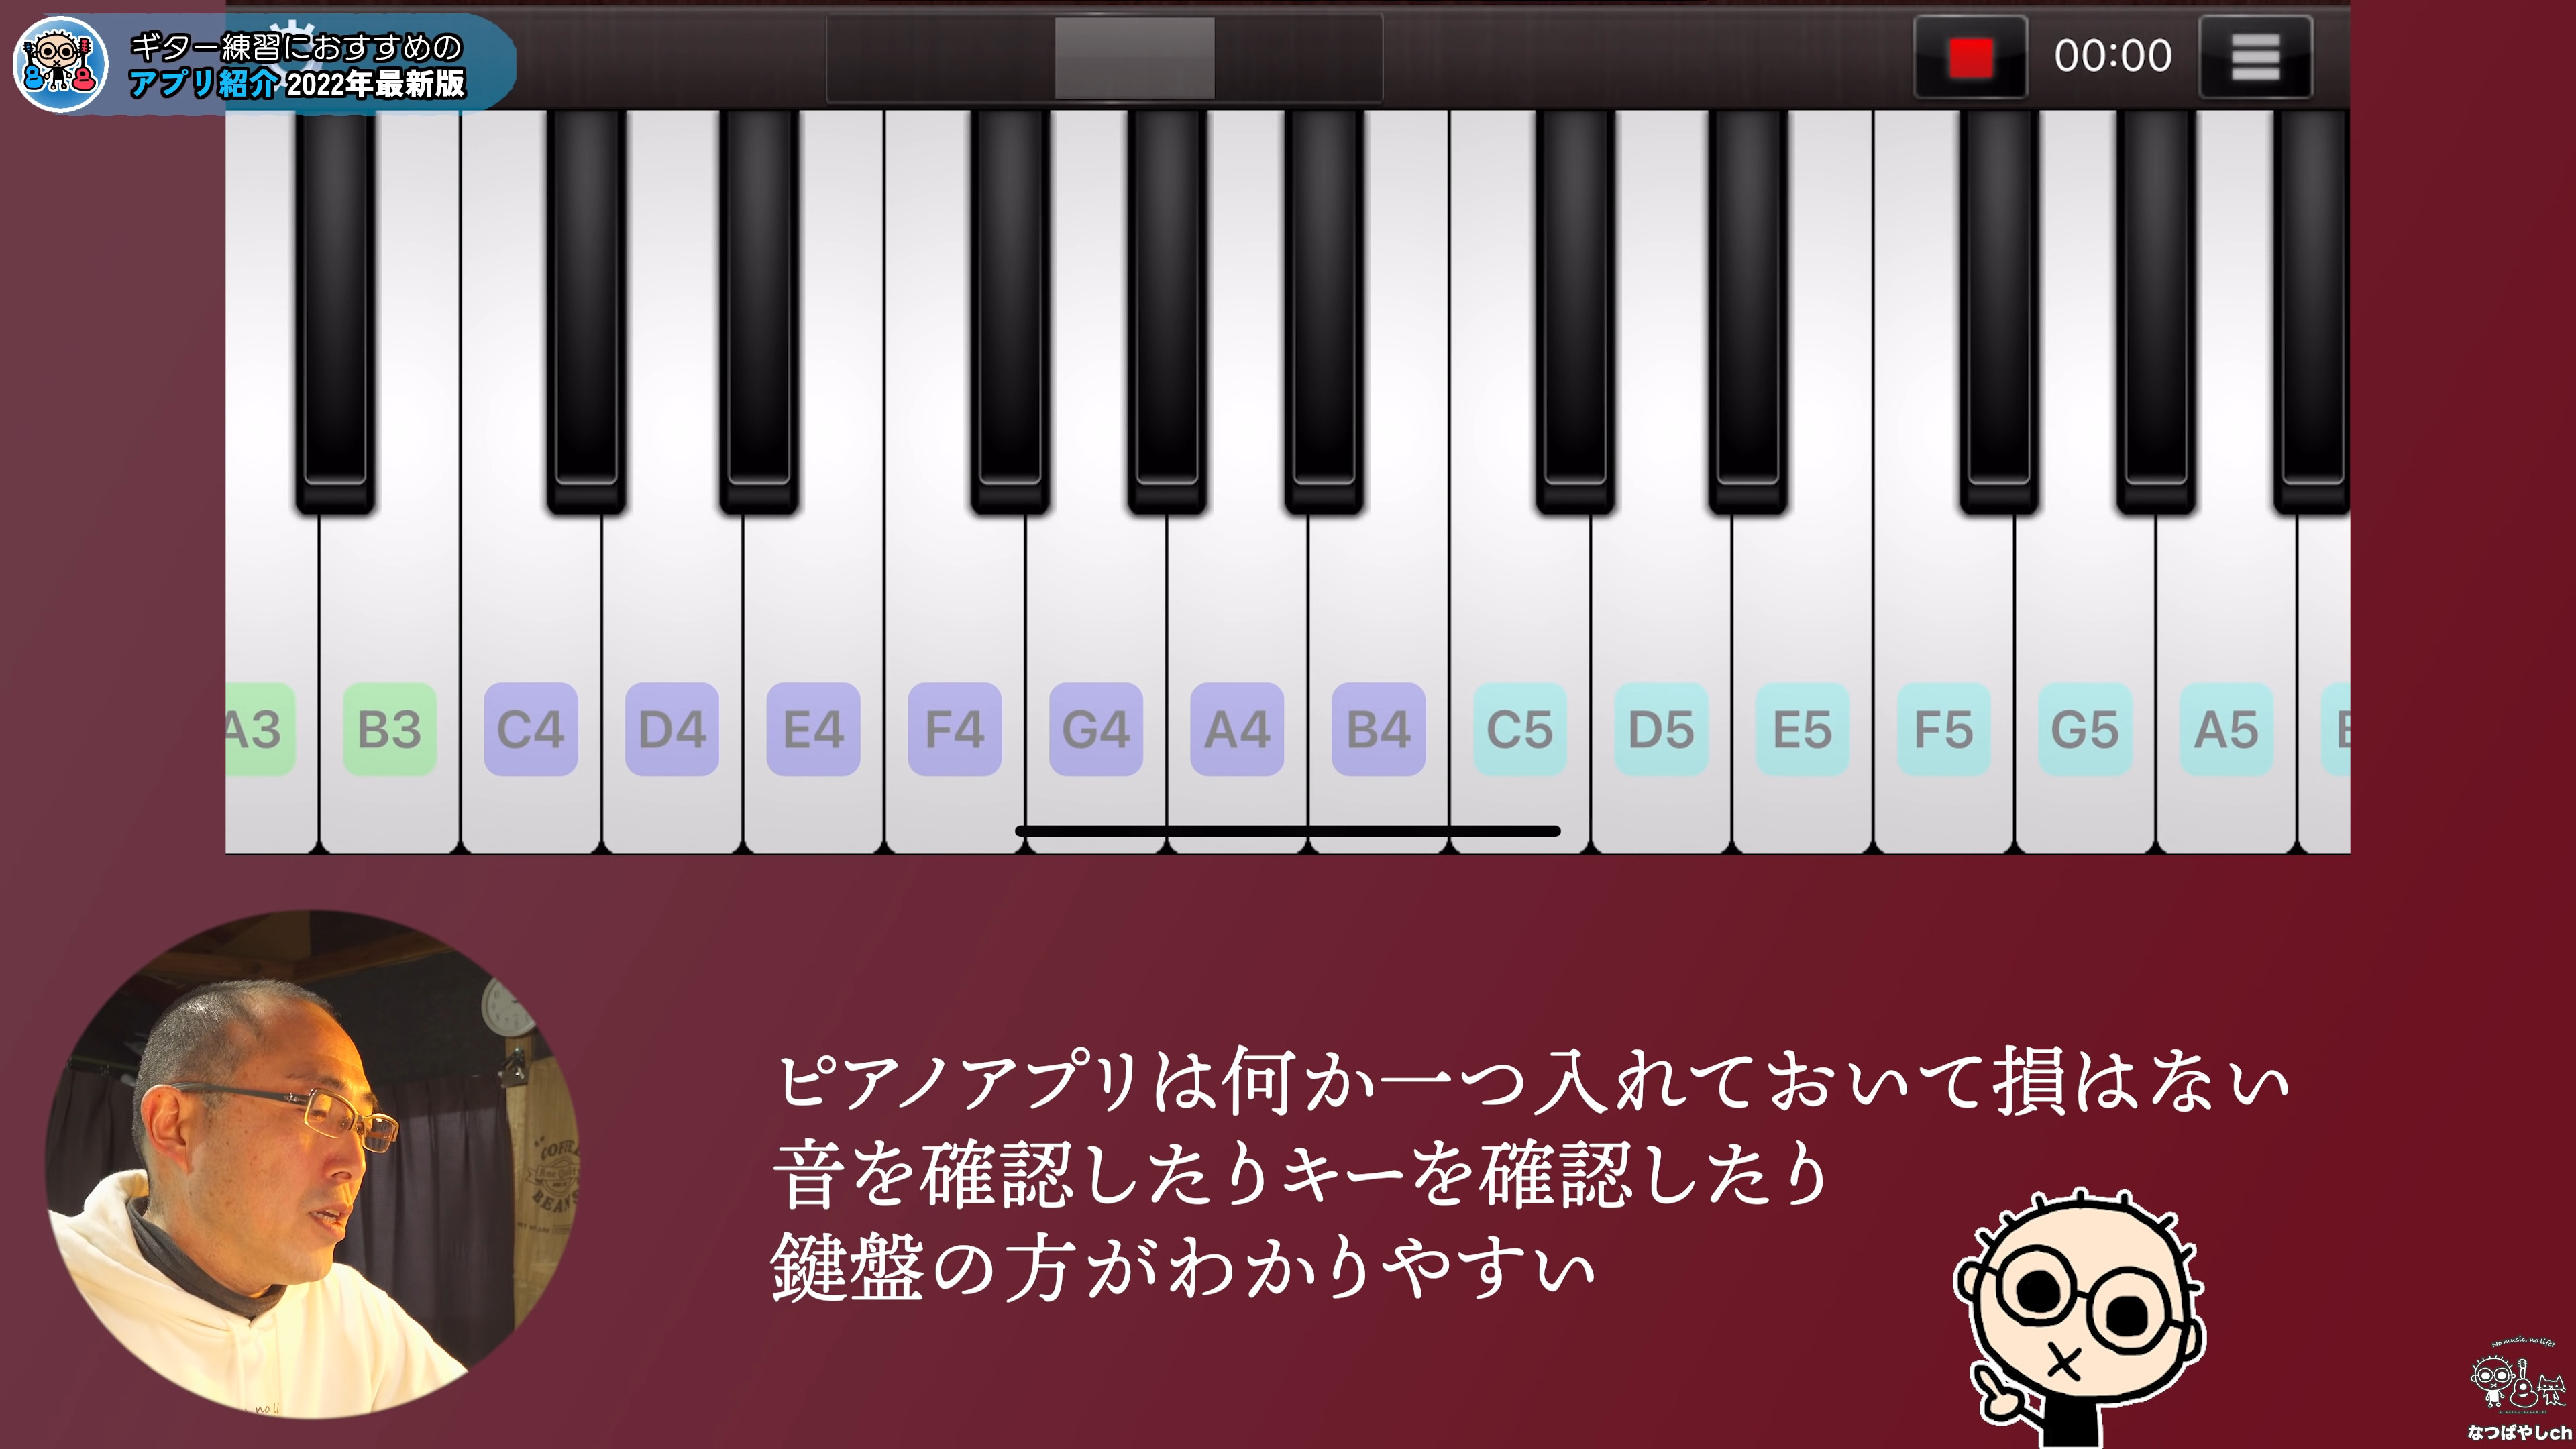 ギター練習におすすめの
アプリ紹介 2022年最新版
00:00
A3 B3 C4 D4 E4 F4 G4 A4 B4 C5 D5 E5 F5 G5 A5
ピアノアプリは何か一つ入れておいて損はない
音を確認したりキーを確認したり
鍵盤の方がわかりやすい
No music, no life!
なつばやしch